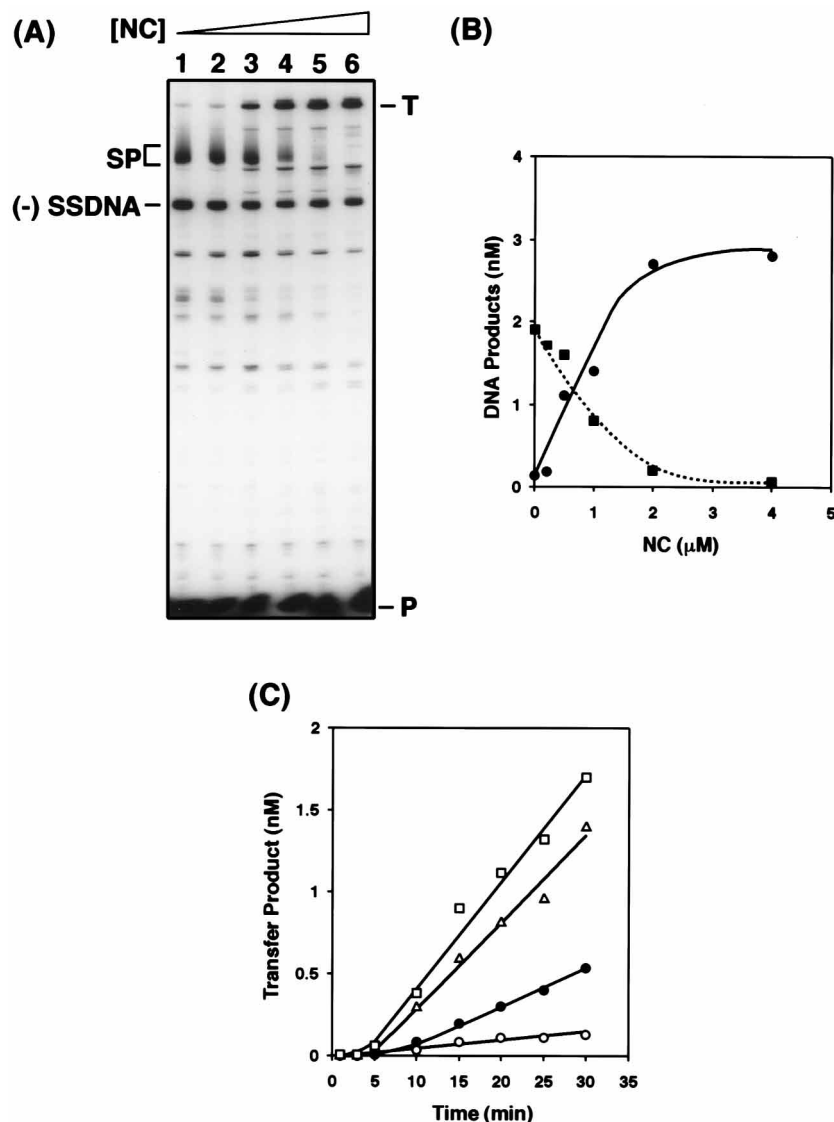 (A)
[NC]
1 2 3 4 5 6
T
SP
(-) SSDNA
P
(B)
DNA Products (nM)
4
3
2
1
0
0 1 2 3 4 5
NC (μM)
(C)
Transfer Product (nM)
2
1.5
1
0.5
0
0 5 10 15 20 25 30 35
Time (min)